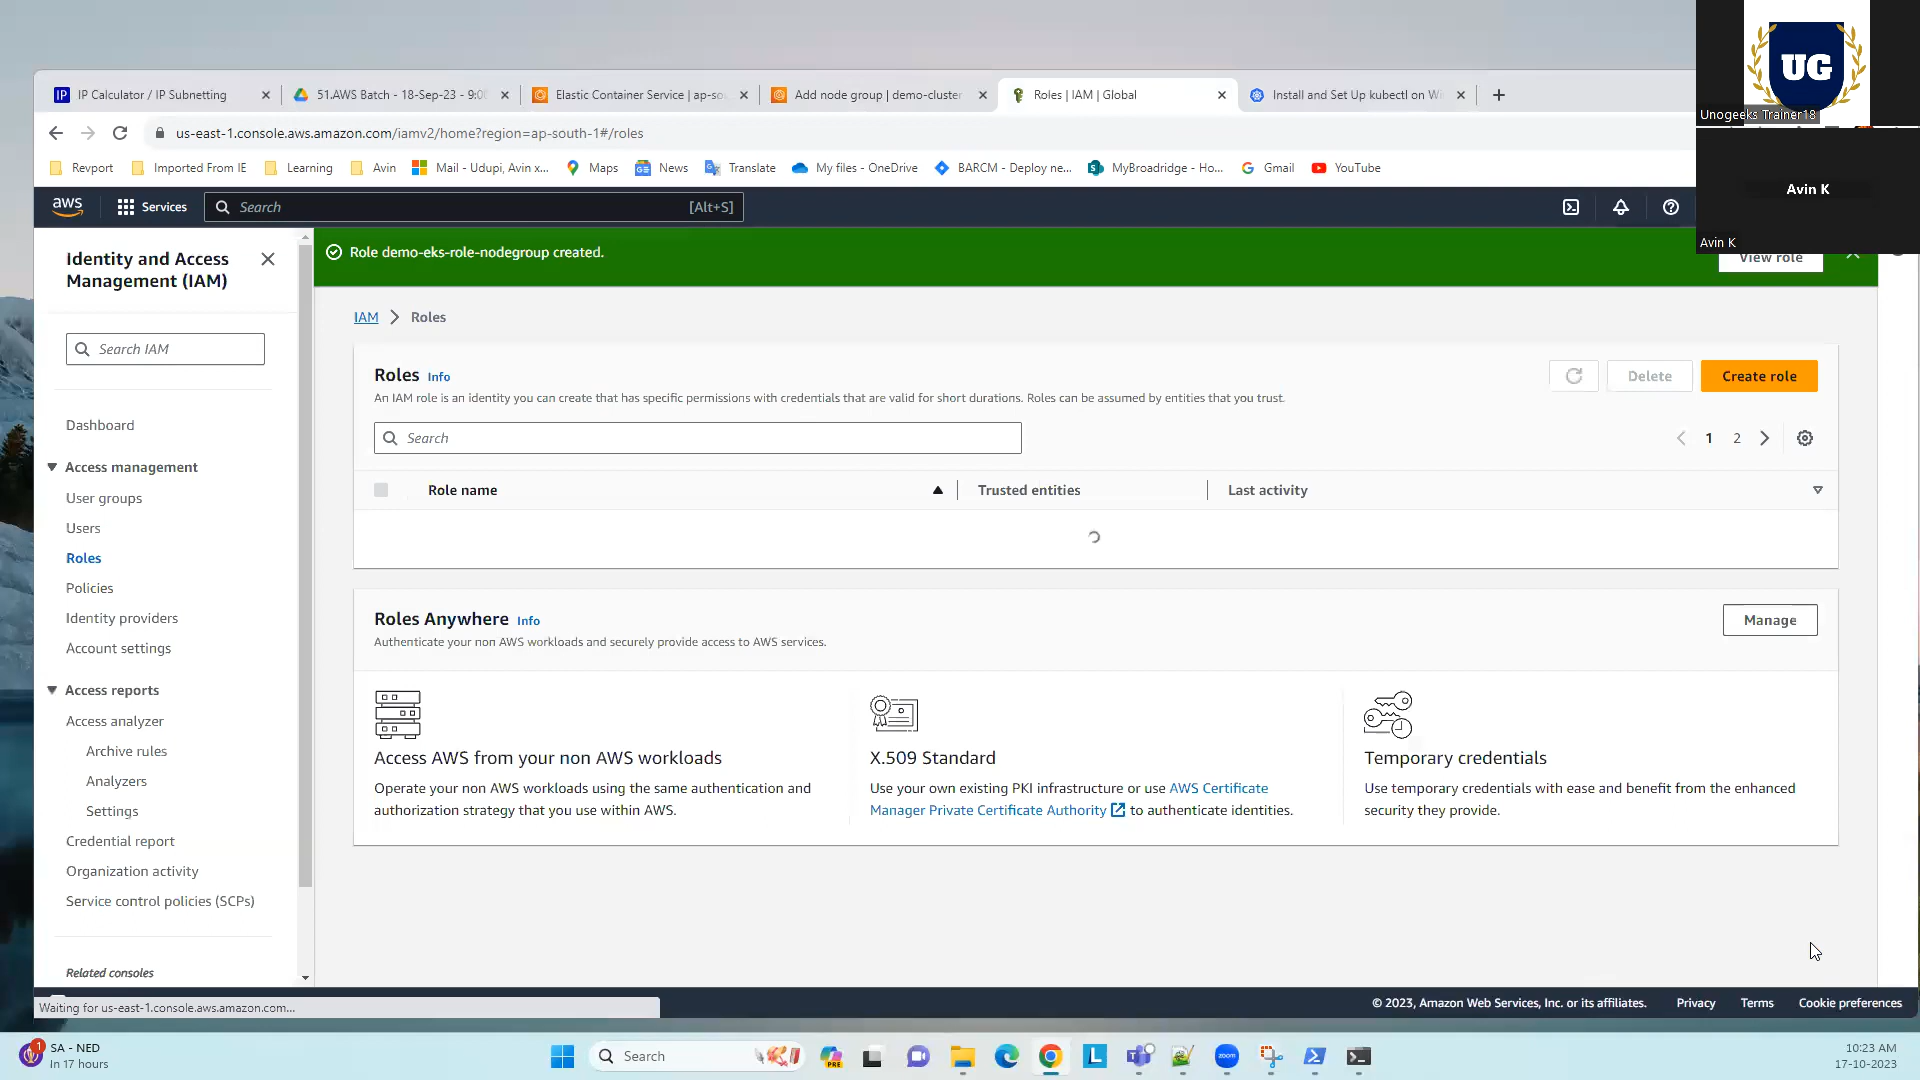 UG
Unogeeks Trainer18
Avin K
Avin K
IP Calculator / IP Subnetting
51.AWS Batch - 18-Sep-23 - 9:0
Elastic Container Service | ap-so
Add node group | demo-cluster
Roles | IAM | Global
Install and Set Up kubectl on Wi
us-east-1.console.aws.amazon.com/iamv2/home?region=ap-south-1#/roles
Revport
Imported From IE
Learning
Avin
Mail - Udupi, Avin x...
Maps
News
Translate
My files - OneDrive
BARCM - Deploy ne...
MyBroadridge - Ho...
Gmail
YouTube
aws
Services
Search
[Alt+S]
Identity and Access
Management (IAM)
Search IAM
Dashboard
Access management
User groups
Users
Roles
Policies
Identity providers
Account settings
Access reports
Access analyzer
Archive rules
Analyzers
Settings
Credential report
Organization activity
Service control policies (SCPs)
Related consoles
Role demo-eks-role-nodegroup created.
View role
IAM > Roles
Roles Info
Delete
Create role
An IAM role is an identity you can create that has specific permissions with credentials that are valid for short durations. Roles can be assumed by entities that you trust.
Search
1 2
Role name
Trusted entities
Last activity
Roles Anywhere Info
Manage
Authenticate your non AWS workloads and securely provide access to AWS services.
Access AWS from your non AWS workloads
Operate your non AWS workloads using the same authentication and
authorization strategy that you use within AWS.
X.509 Standard
Use your own existing PKI infrastructure or use AWS Certificate
Manager Private Certificate Authority to authenticate identities.
Temporary credentials
Use temporary credentials with ease and benefit from the enhanced
security they provide.
Waiting for us-east-1.console.aws.amazon.com...
© 2023, Amazon Web Services, Inc. or its affiliates.
Privacy
Terms
Cookie preferences
1
SA - NED
In 17 hours
Search
PRE
L
zoom
10:23 AM
17-10-2023